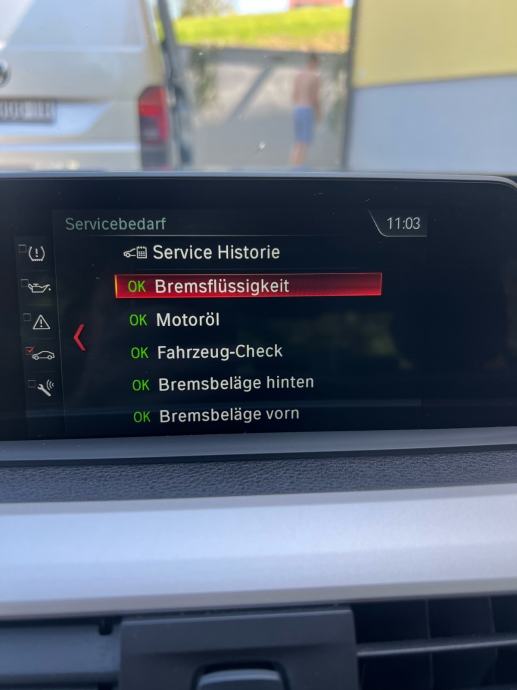 Servicebedarf
11:03
Service Historie
OK Bremsflüssigkeit
OK Motoröl
OK Fahrzeug-Check
OK Bremsbeläge hinten
OK Bremsbeläge vorn